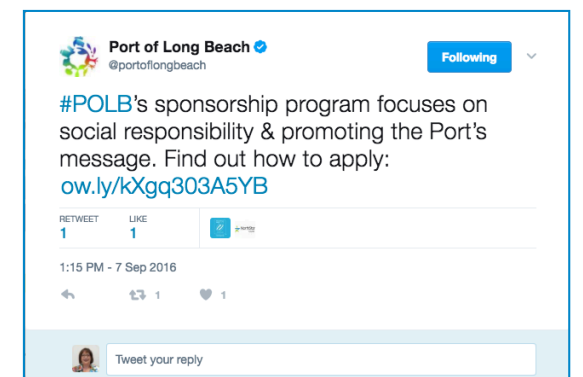 Port of Long Beach
@portoflongbeach
Following
#POLB's sponsorship program focuses on
social responsibility & promoting the Port's
message. Find out how to apply:
ow.ly/kXgq303A5YB
RETWEET LIKE
1 1
1:15 PM - 7 Sep 2016
1 1
Tweet your reply